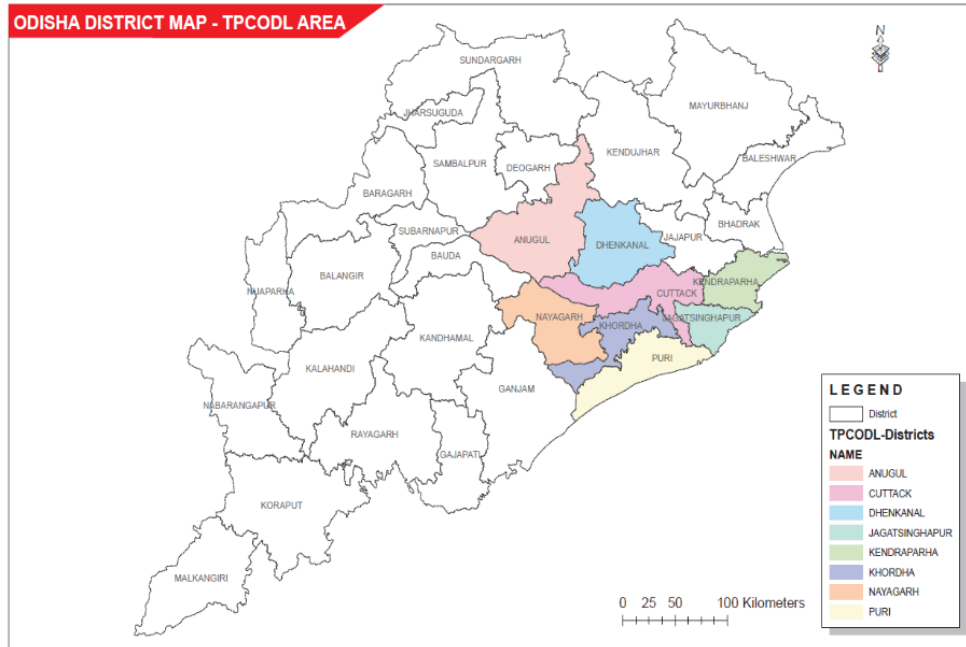 ODISHA DISTRICT MAP - TPCODL AREA
N
SUNDARGARH
MAYURBHANJ
JHARSUGUDA
KENDUJHAR
BALESHWAR
SAMBALPUR
DEOGARH
BARAGARH
BHADRAK
SUBARNAPUR
JAJAPUR
ANUGUL
DHENKANAL
BAUDA
BALANGIR
KENDRAPARHA
NUAPARHA
CUTTACK
NAYAGARH
JAGATSINGHAPUR
KHORDHA
KANDHAMAL
PURI
KALAHANDI
GANJAM
NABARANGAPUR
RAYAGARH
GAJAPATI
KORAPUT
MALKANGIRI
0 25 50 100 Kilometers
LEGEND
District
TPCODL-Districts
NAME
ANUGUL
CUTTACK
DHENKANAL
JAGATSINGHAPUR
KENDRAPARHA
KHORDHA
NAYAGARH
PURI